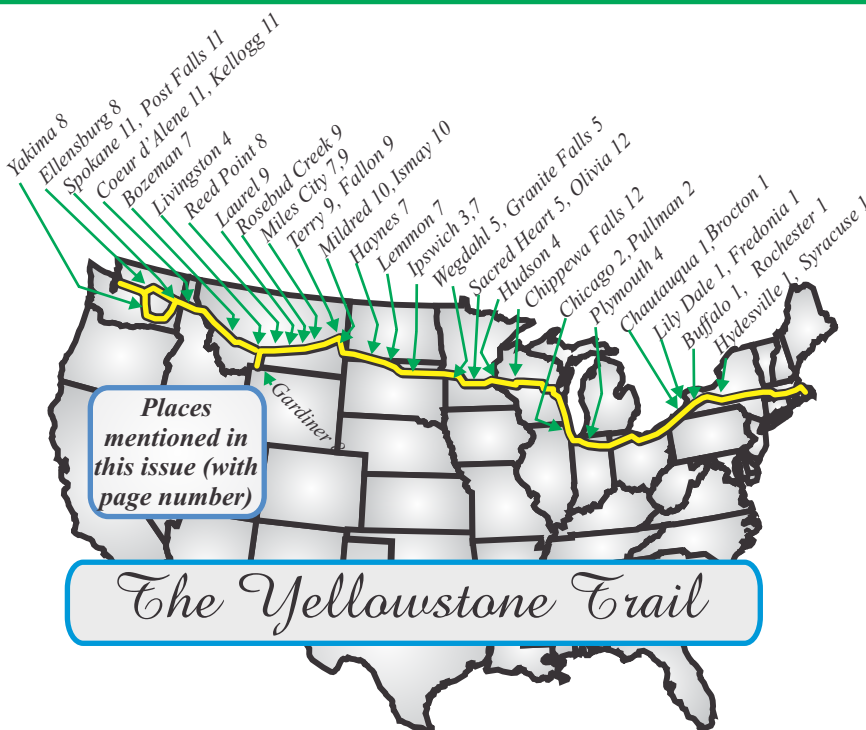 Yakima 8
Ellensburg 8
Spokane 11, Post Falls 11
Coeur d'Alene 11, Kellogg 11
Bozeman 7
Livingston 4
Reed Point 8
Laurel 9
Rosebud Creek 9
Miles City 7,9
Terry 9, Fallon 9
Mildred 10, Ismay 10
Haynes 7
Lemmon 7
Ipswich 3,7
Wegdahl 5, Granite Falls 5
Sacred Heart 5, Olivia 12
Hudson 4
Chippewa Falls 12
Chicago 2, Pullman 2
Plymouth 4
Chautauqua 1, Brocton 1
Lily Dale 1, Fredonia 1
Buffalo 1, Rochester 1
Hydesville 1, Syracuse 1
Gardiner
Places
mentioned in
this issue (with
page number)
The Yellowstone Trail